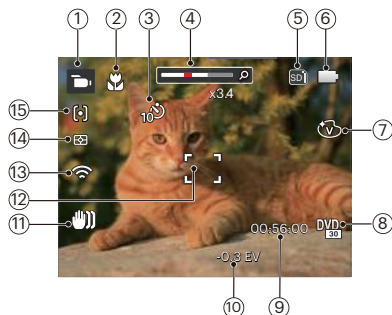 ① ② ③ ④ ⑤ ⑥
SD
x3.4
10
⑮
V
⑦
⑭
⑬
⑫
⑪
00:56:00
DVD
30
⑧
-0.3 EV
⑩ ⑨